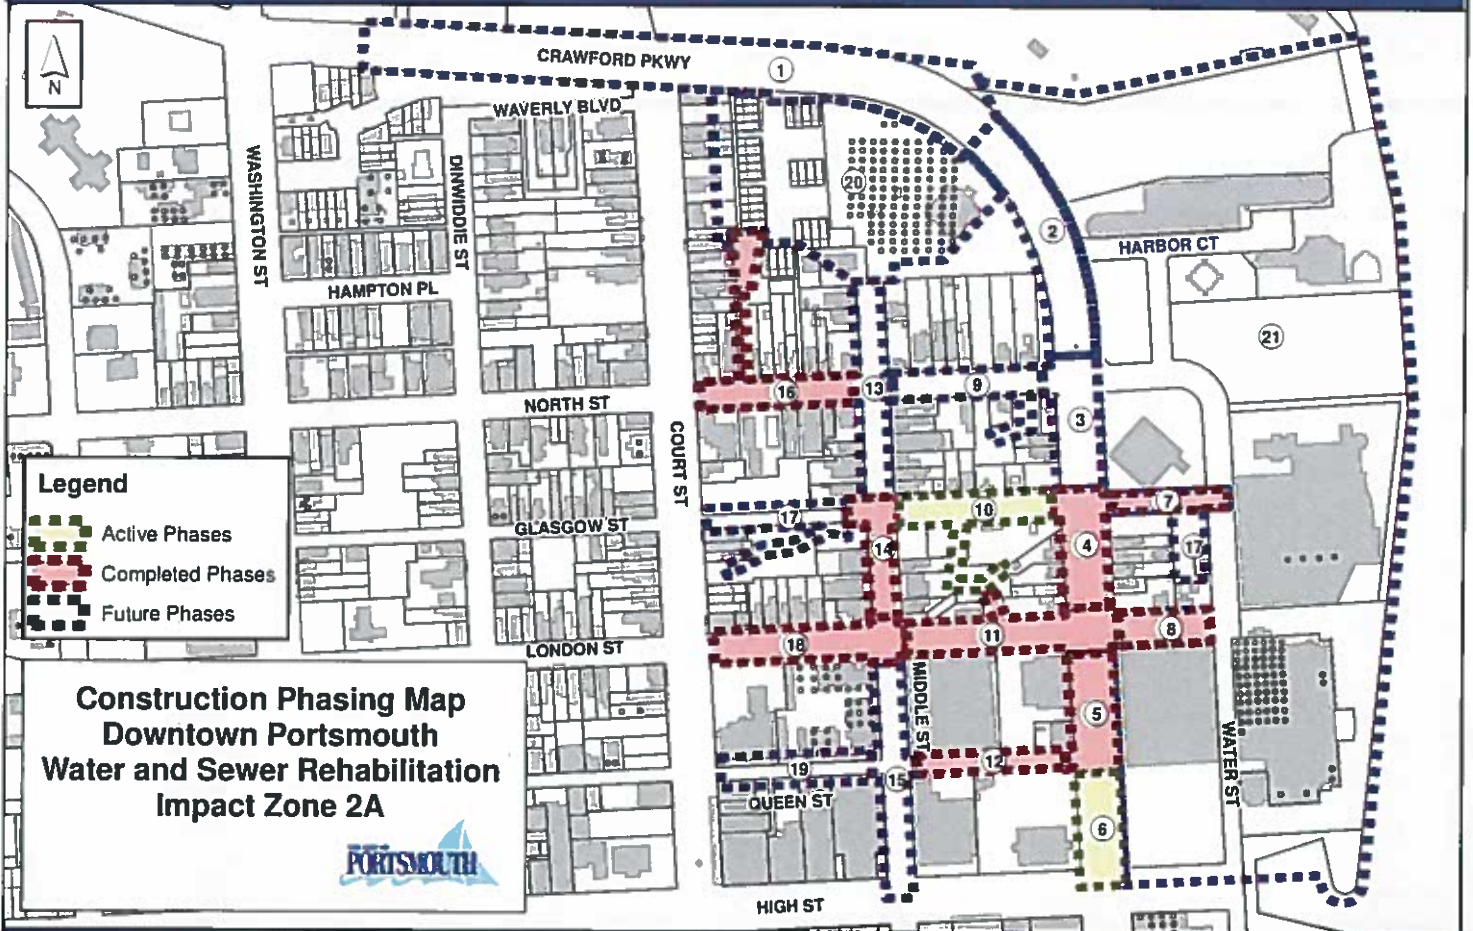 CRAWFORD PKWY
1
WAVERLY BLVD
N
WASHINGTON ST
DINWIDDIE ST
20
2
HARBOR CT
HAMPTON PL
21
16
13
9
NORTH ST
3
COURT ST
Legend
Active Phases
Completed Phases
Future Phases
7
10
17
GLASGOW ST
14
4
17
18
11
8
LONDON ST
MIDDLE ST
5
WATER ST
12
19
15
QUEEN ST
6
HIGH ST
Construction Phasing Map
Downtown Portsmouth
Water and Sewer Rehabilitation
Impact Zone 2A
PORTSMOUTH